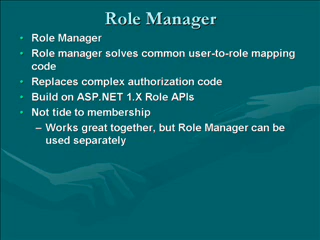 Role Manager
• Role Manager
• Role manager solves common user-to-role mapping
code
• Replaces complex authorization code
• Build on ASP.NET 1.X Role APIs
• Not tide to membership
– Works great together, but Role Manager can be
used separately